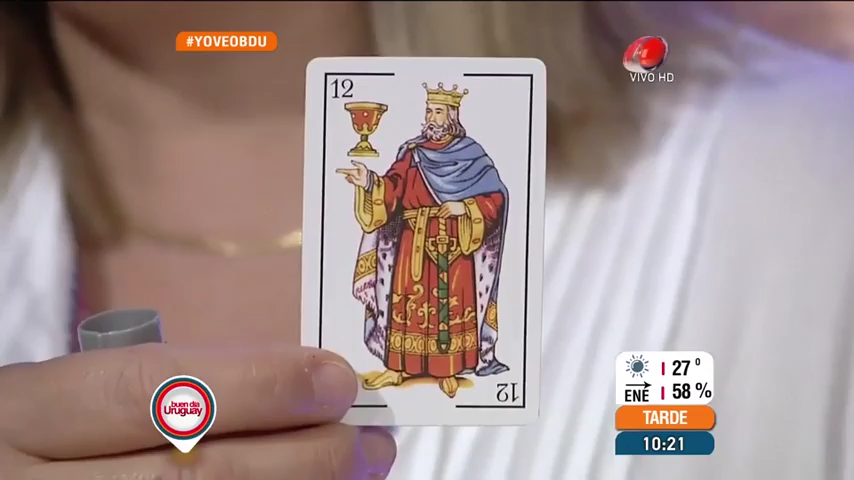 #YOVEOBDU
VIVO HD
12
buen día
Uruguay
27°
ENE
58 %
TARDE
10:21
12